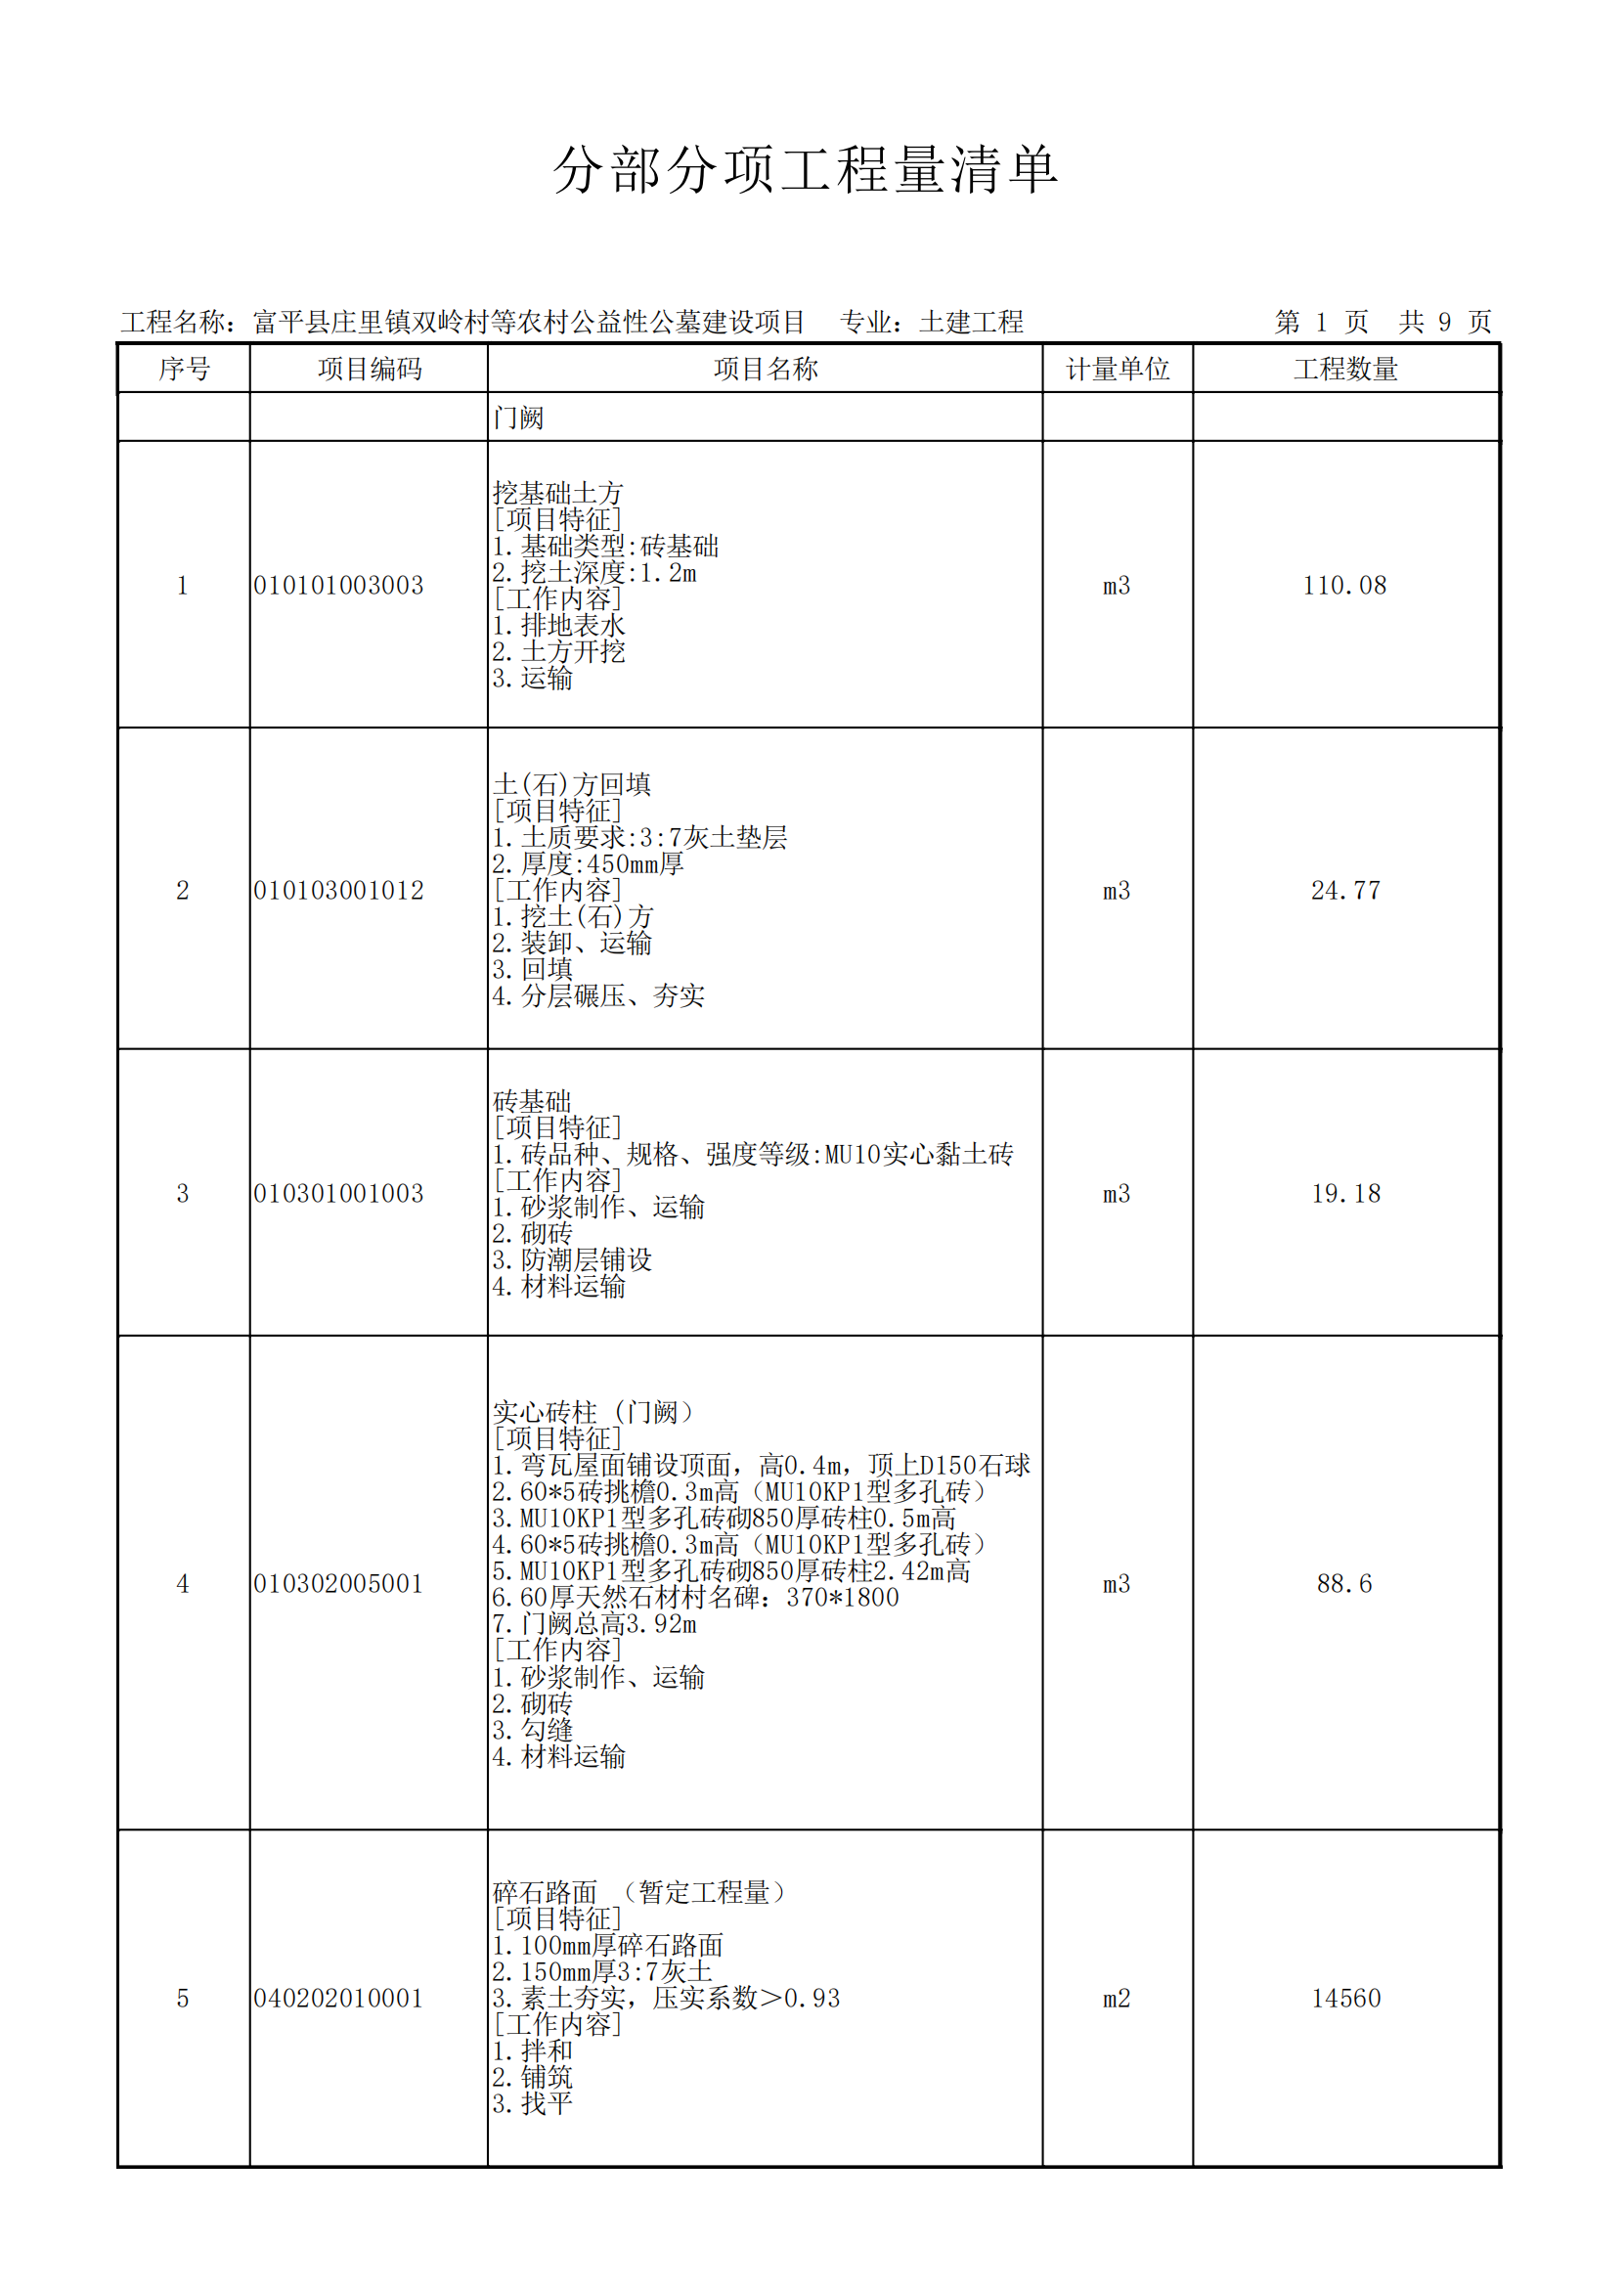 分部分项工程量清单
工程名称：富平县庄里镇双岭村等农村公益性公墓建设项目 专业：土建工程 第 1 页 共 9 页
序号 项目编码 项目名称 计量单位 工程数量
门阙
挖基础土方
[项目特征]
1.基础类型:砖基础
2.挖土深度:1.2m
1 010101003003 [工作内容] m3 110.08
1.排地表水
2.土方开挖
3.运输
土(石)方回填
[项目特征]
1.土质要求:3:7灰土垫层
2.厚度:450mm厚
2 010103001012 [工作内容] m3 24.77
1.挖土(石)方
2.装卸、运输
3.回填
4.分层碾压、夯实
砖基础
[项目特征]
1.砖品种、规格、强度等级:MU10实心黏土砖
3 010301001003 [工作内容] m3 19.18
1.砂浆制作、运输
2.砌砖
3.防潮层铺设
4.材料运输
实心砖柱 (门阙）
[项目特征]
1.弯瓦屋面铺设顶面，高0.4m，顶上D150石球
2.60*5砖挑檐0.3m高（MU10KP1型多孔砖）
3.MU10KP1型多孔砖砌850厚砖柱0.5m高
4.60*5砖挑檐0.3m高（MU10KP1型多孔砖）
4 010302005001 5.MU10KP1型多孔砖砌850厚砖柱2.42m高 m3 88.6
6.60厚天然石材村名碑：370*1800
7.门阙总高3.92m
[工作内容]
1.砂浆制作、运输
2.砌砖
3.勾缝
4.材料运输
碎石路面 （暂定工程量）
[项目特征]
1.100mm厚碎石路面
2.150mm厚3:7灰土
5 040202010001 3.素土夯实，压实系数＞0.93 m2 14560
[工作内容]
1.拌和
2.铺筑
3.找平